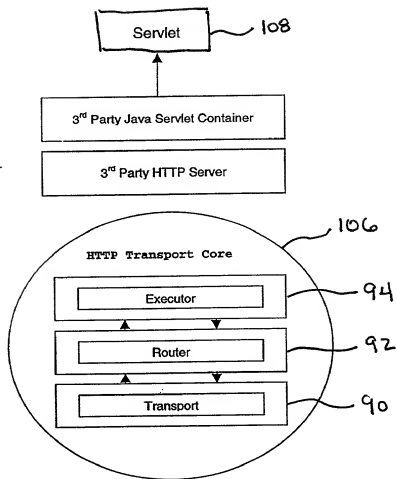 Servlet
108
3rd Party Java Servlet Container
3rd Party HTTP Server
106
HTTP Transport Core
Executor
94
Router
92
Transport
90